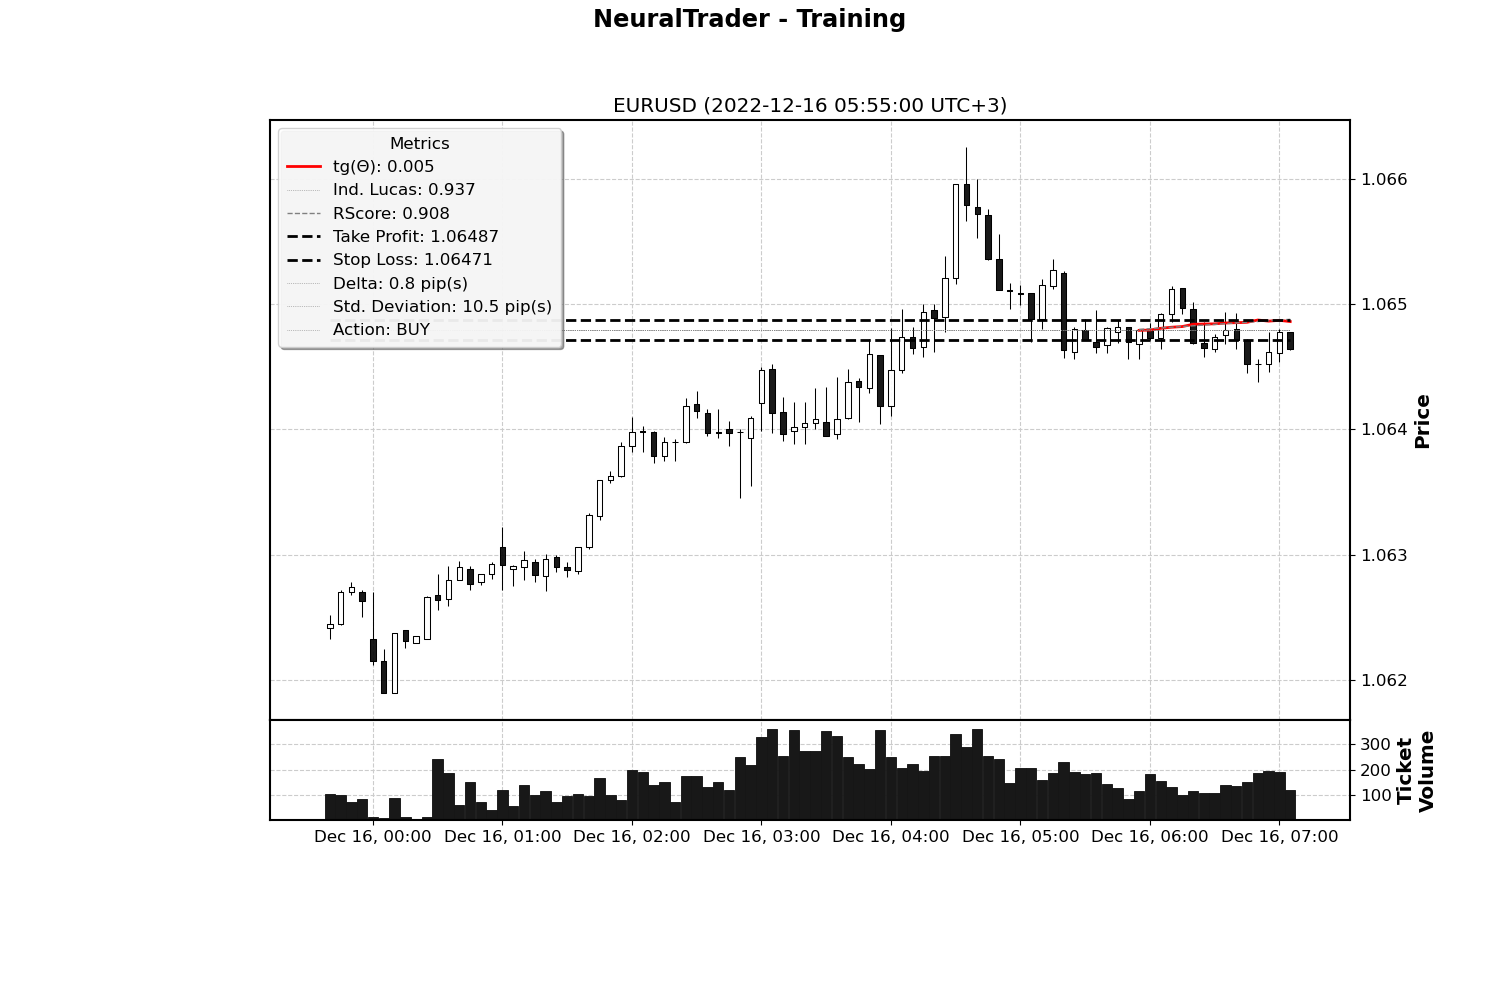 NeuralTrader - Training
EURUSD (2022-12-16 05:55:00 UTC+3)
Metrics
tg(Θ): 0.005
Ind. Lucas: 0.937
RScore: 0.908
Take Profit: 1.06487
Stop Loss: 1.06471
Delta: 0.8 pip(s)
Std. Deviation: 10.5 pip(s)
Action: BUY
1.066
1.065
1.064
1.063
1.062
Price
300
200
100
Ticket
Volume
Dec 16, 00:00
Dec 16, 01:00
Dec 16, 02:00
Dec 16, 03:00
Dec 16, 04:00
Dec 16, 05:00
Dec 16, 06:00
Dec 16, 07:00